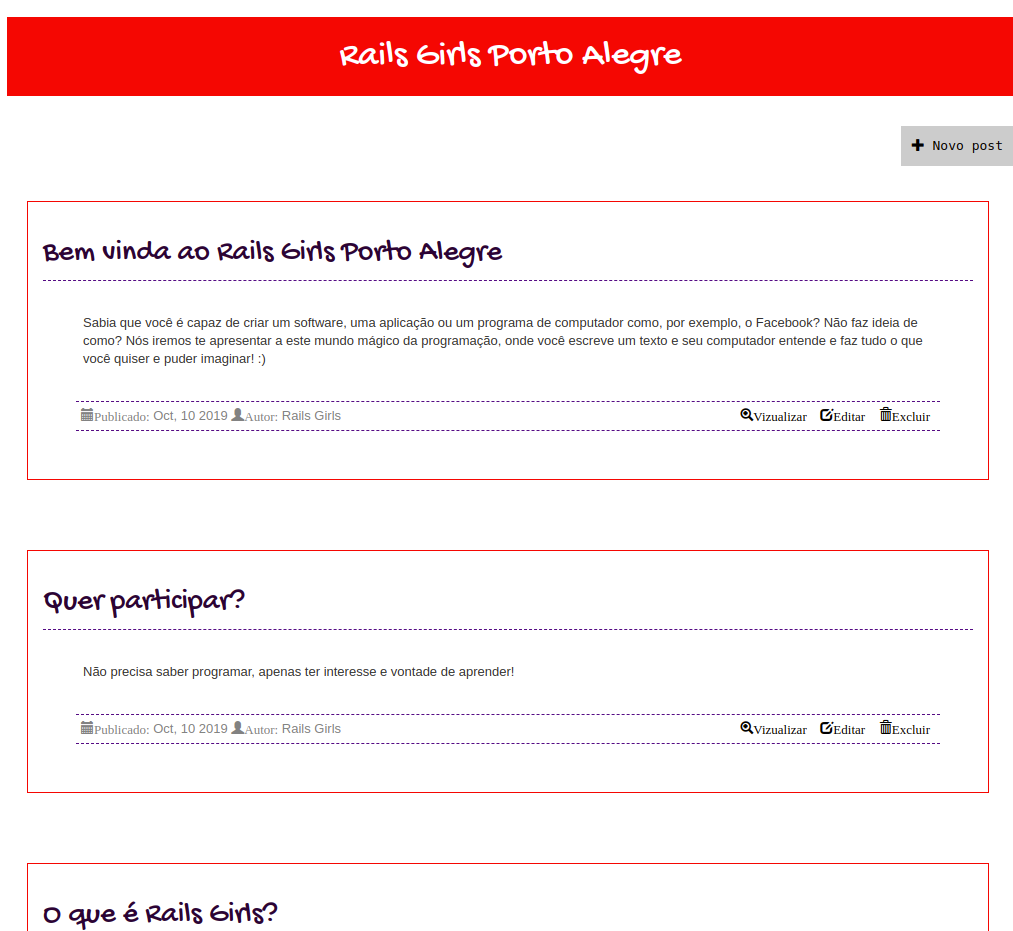 Rails Girls Porto Alegre
Novo post
Bem vinda ao Rails Girls Porto Alegre
Sabia que você é capaz de criar um software, uma aplicação ou um programa de computador como, por exemplo, o Facebook? Não faz ideia de
como? Nós iremos te apresentar a este mundo mágico da programação, onde você escreve um texto e seu computador entende e faz tudo o que
você quiser e puder imaginar! :)
Publicado: Oct, 10 2019 Autor: Rails Girls Vizualizar Editar Excluir
Quer participar?
Não precisa saber programar, apenas ter interesse e vontade de aprender!
Publicado: Oct, 10 2019 Autor: Rails Girls Vizualizar Editar Excluir
O que é Rails Girls?